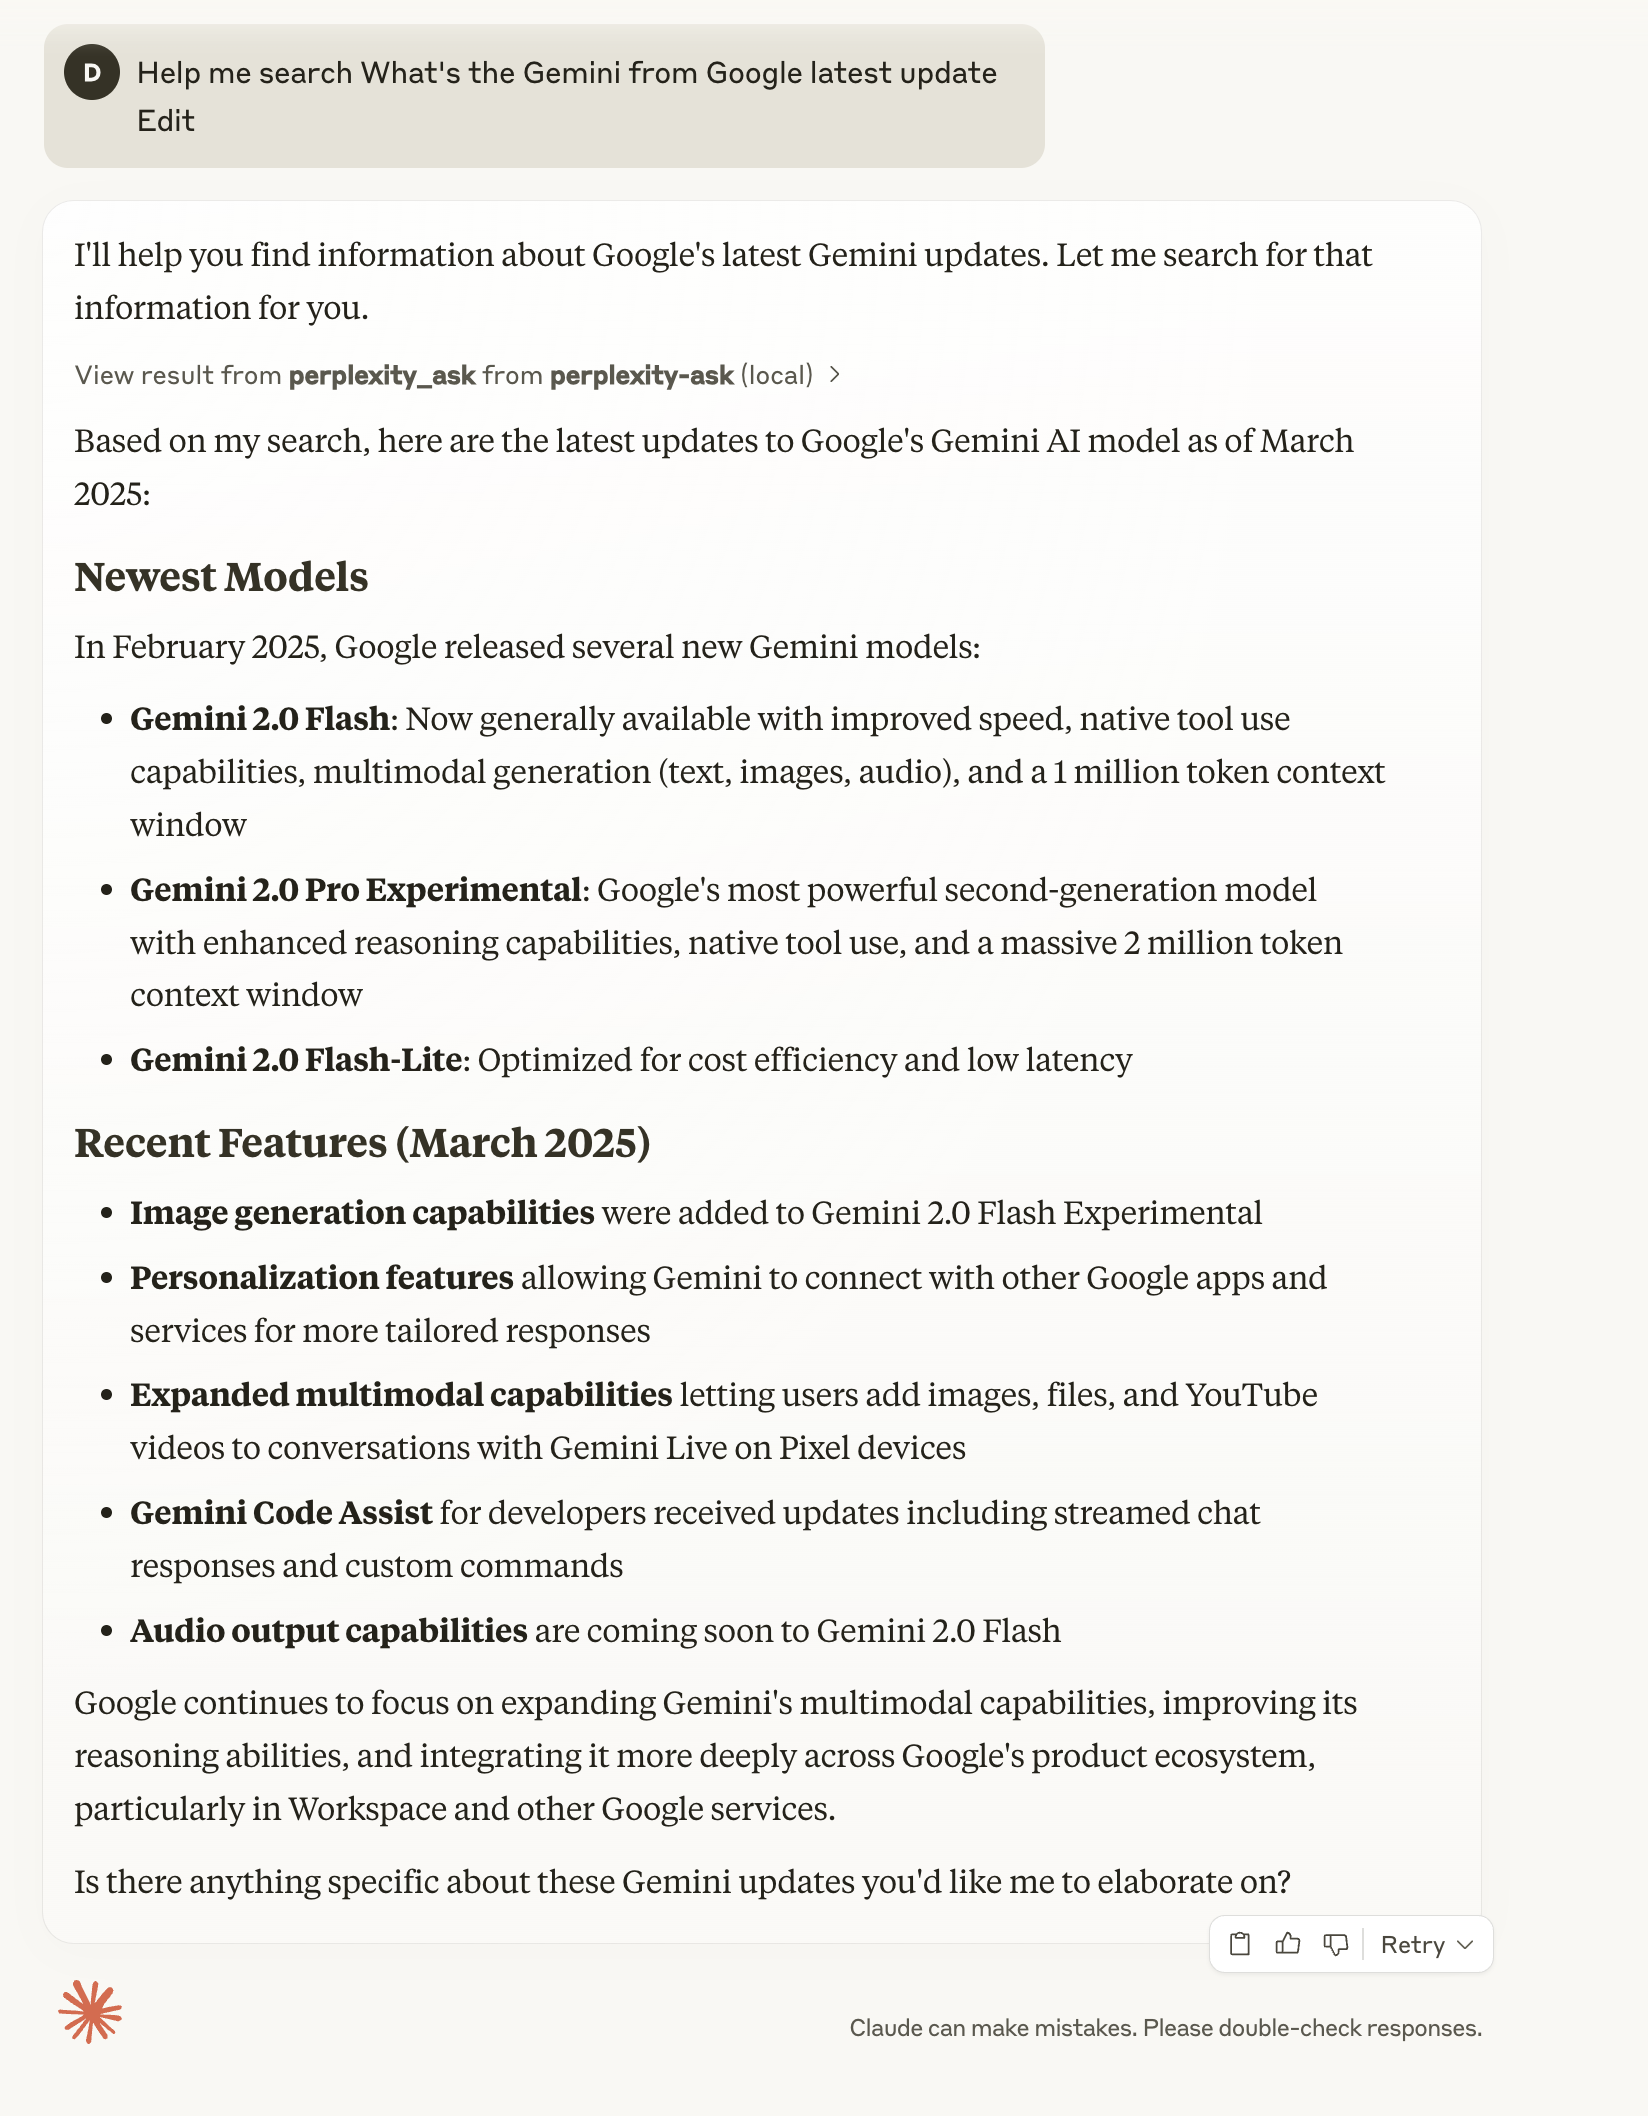 D
Help me search What's the Gemini from Google latest update
Edit
I'll help you find information about Google's latest Gemini updates. Let me search for that
information for you.
View result from perplexity_ask from perplexity-ask (local)
Based on my search, here are the latest updates to Google's Gemini AI model as of March
2025:
Newest Models
In February 2025, Google released several new Gemini models:
• Gemini 2.0 Flash: Now generally available with improved speed, native tool use
capabilities, multimodal generation (text, images, audio), and a 1 million token context
window
• Gemini 2.0 Pro Experimental: Google's most powerful second-generation model
with enhanced reasoning capabilities, native tool use, and a massive 2 million token
context window
• Gemini 2.0 Flash-Lite: Optimized for cost efficiency and low latency
Recent Features (March 2025)
• Image generation capabilities were added to Gemini 2.0 Flash Experimental
• Personalization features allowing Gemini to connect with other Google apps and
services for more tailored responses
• Expanded multimodal capabilities letting users add images, files, and YouTube
videos to conversations with Gemini Live on Pixel devices
• Gemini Code Assist for developers received updates including streamed chat
responses and custom commands
• Audio output capabilities are coming soon to Gemini 2.0 Flash
Google continues to focus on expanding Gemini's multimodal capabilities, improving its
reasoning abilities, and integrating it more deeply across Google's product ecosystem,
particularly in Workspace and other Google services.
Is there anything specific about these Gemini updates you'd like me to elaborate on?
Retry
Claude can make mistakes. Please double-check responses.